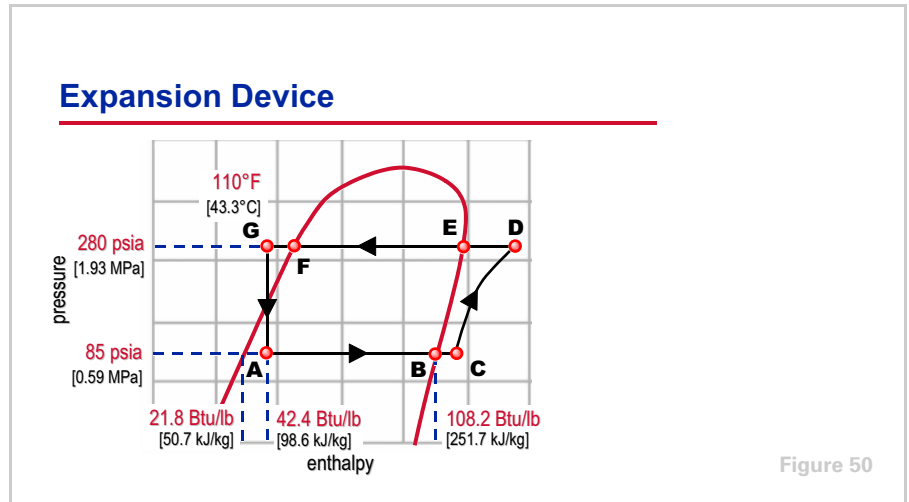 Expansion Device
110°F
[43.3°C]
G
E
D
280 psia
F
[1.93 MPa]
pressure
85 psia
A
B
C
[0.59 MPa]
21.8 Btu/lb
42.4 Btu/lb
108.2 Btu/lb
[50.7 kJ/kg]
[98.6 kJ/kg]
[251.7 kJ/kg]
enthalpy
Figure 50